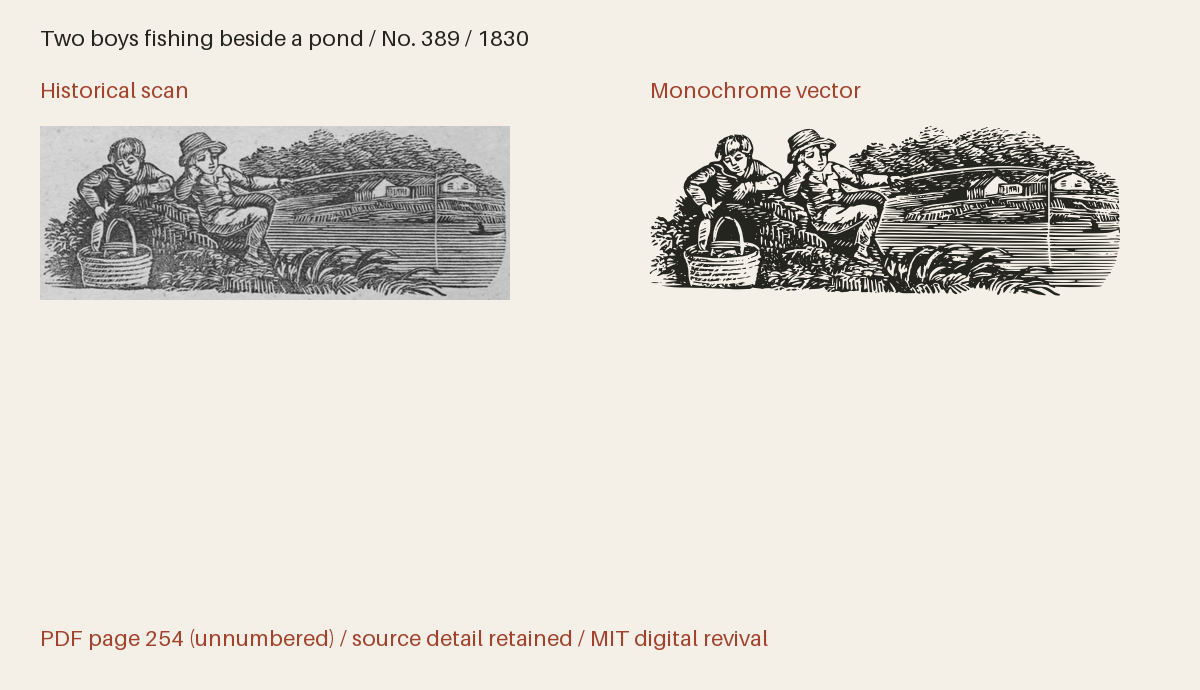 Two boys fishing beside a pond / No. 389 / 1830
Historical scan
Monochrome vector
PDF page 254 (unnumbered) / source detail retained / MIT digital revival